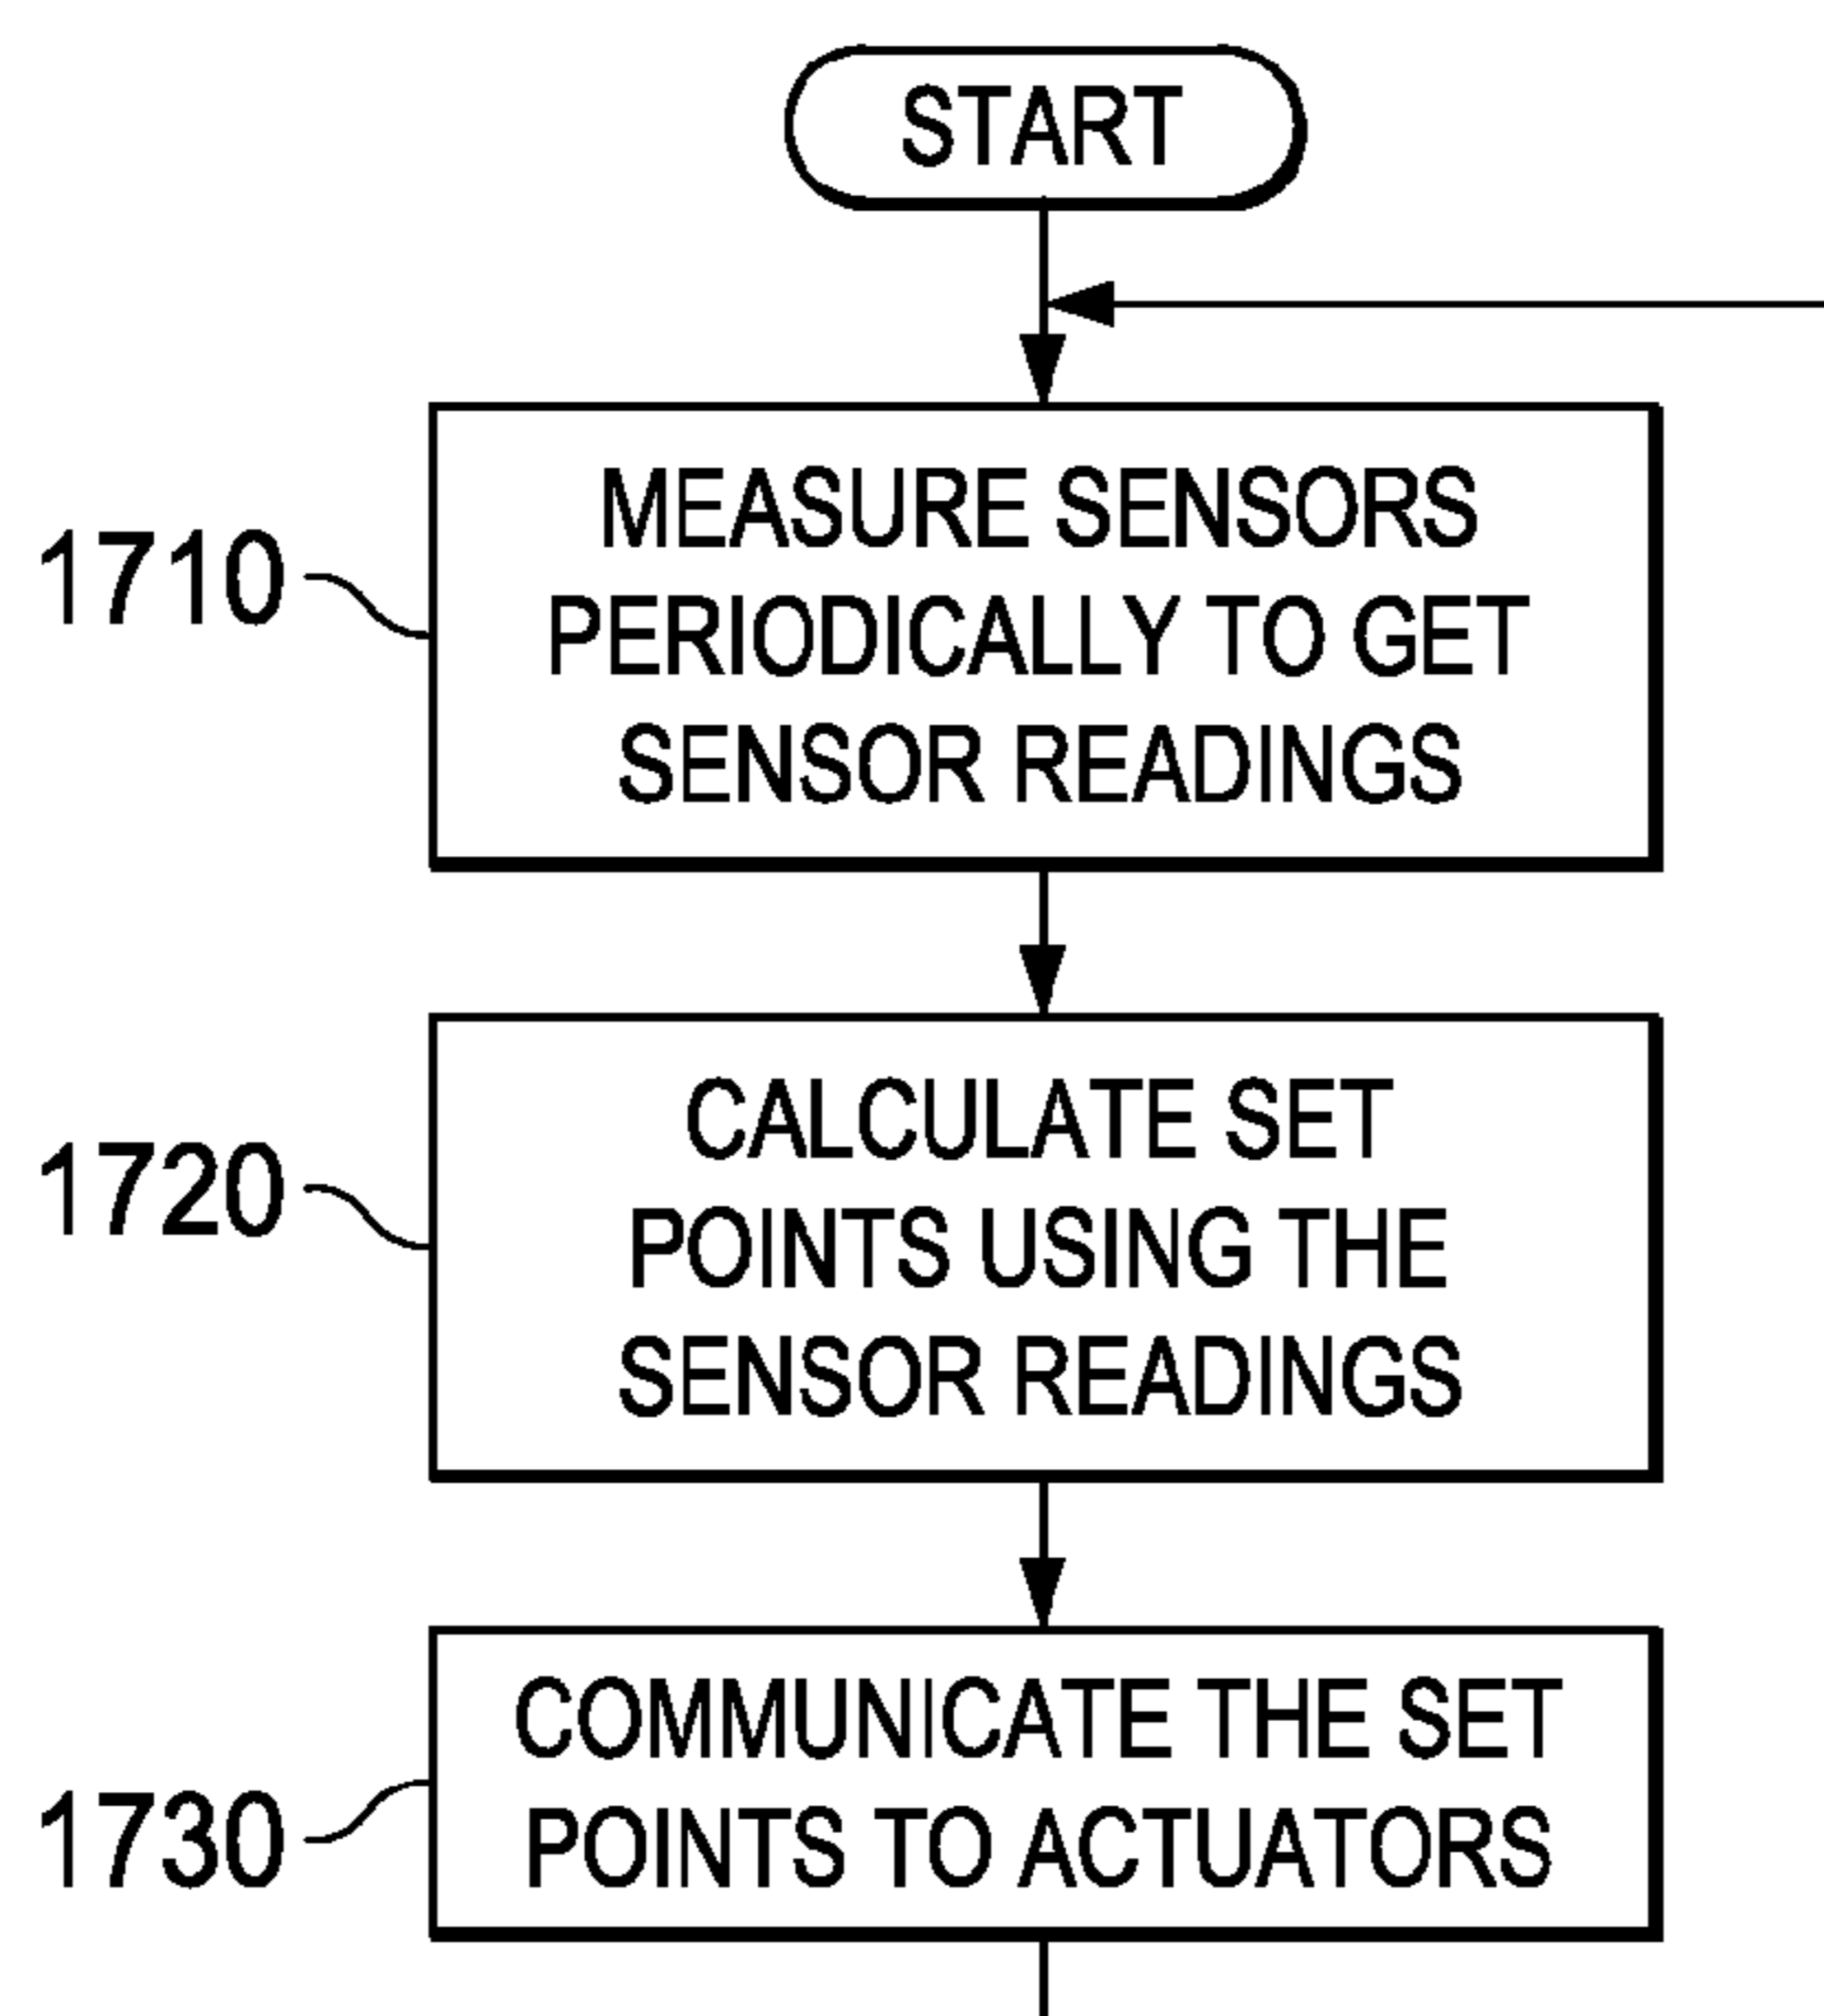 START
1710
MEASURE SENSORS
PERIODICALLY TO GET
SENSOR READINGS
1720
CALCULATE SET
POINTS USING THE
SENSOR READINGS
1730
COMMUNICATE THE SET
POINTS TO ACTUATORS